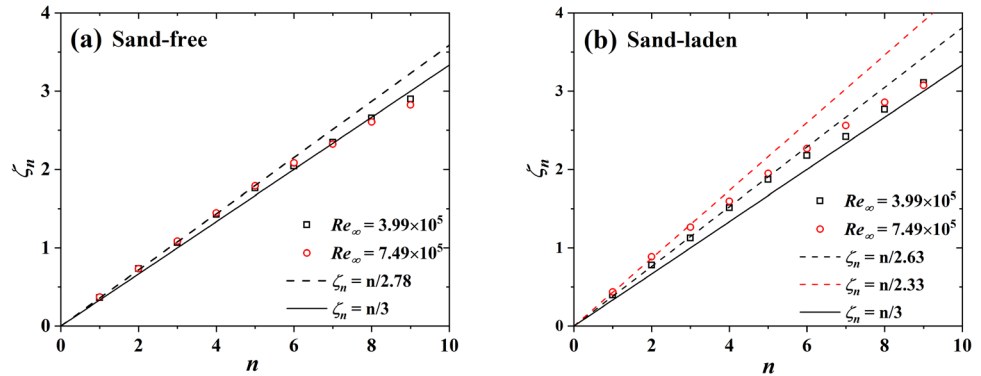 (a) Sand-free
4
3
2
1
0
ζn
Re∞ = 3.99×10⁵
Re∞ = 7.49×10⁵
ζn = n/2.78
ζn = n/3
0 2 4 6 8 10
n
(b) Sand-laden
4
3
2
1
0
ζn
Re∞ = 3.99×10⁵
Re∞ = 7.49×10⁵
ζn = n/2.63
ζn = n/2.33
ζn = n/3
0 2 4 6 8 10
n